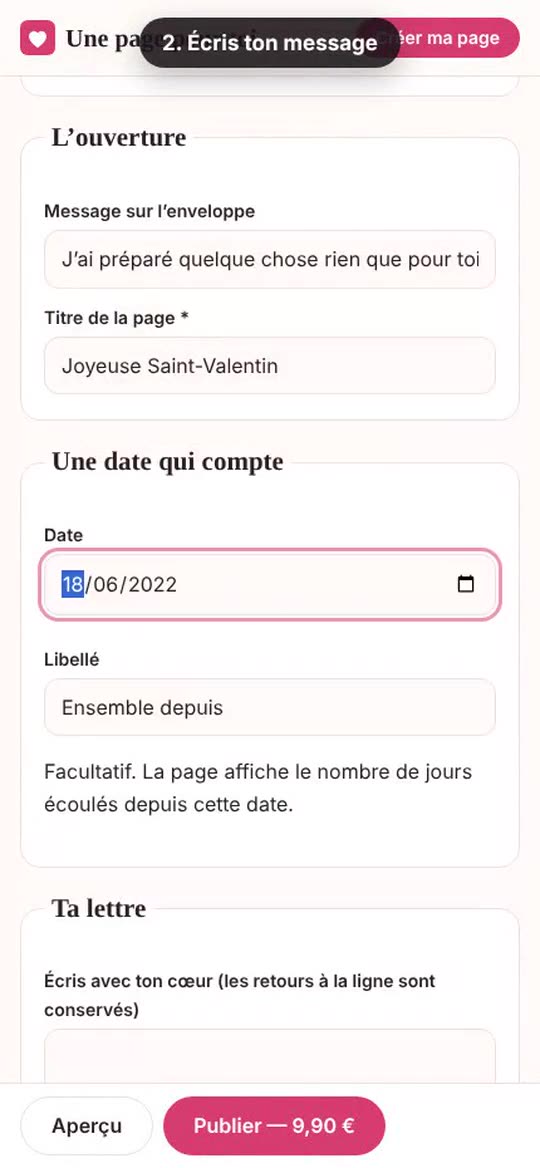 Une pa
2. Écris ton message
éer ma page
L’ouverture
Message sur l’enveloppe
J’ai préparé quelque chose rien que pour toi
Titre de la page *
Joyeuse Saint-Valentin
Une date qui compte
Date
18/06/2022
Libellé
Ensemble depuis
Facultatif. La page affiche le nombre de jours
écoulés depuis cette date.
Ta lettre
Écris avec ton cœur (les retours à la ligne sont
conservés)
Aperçu
Publier — 9,90 €